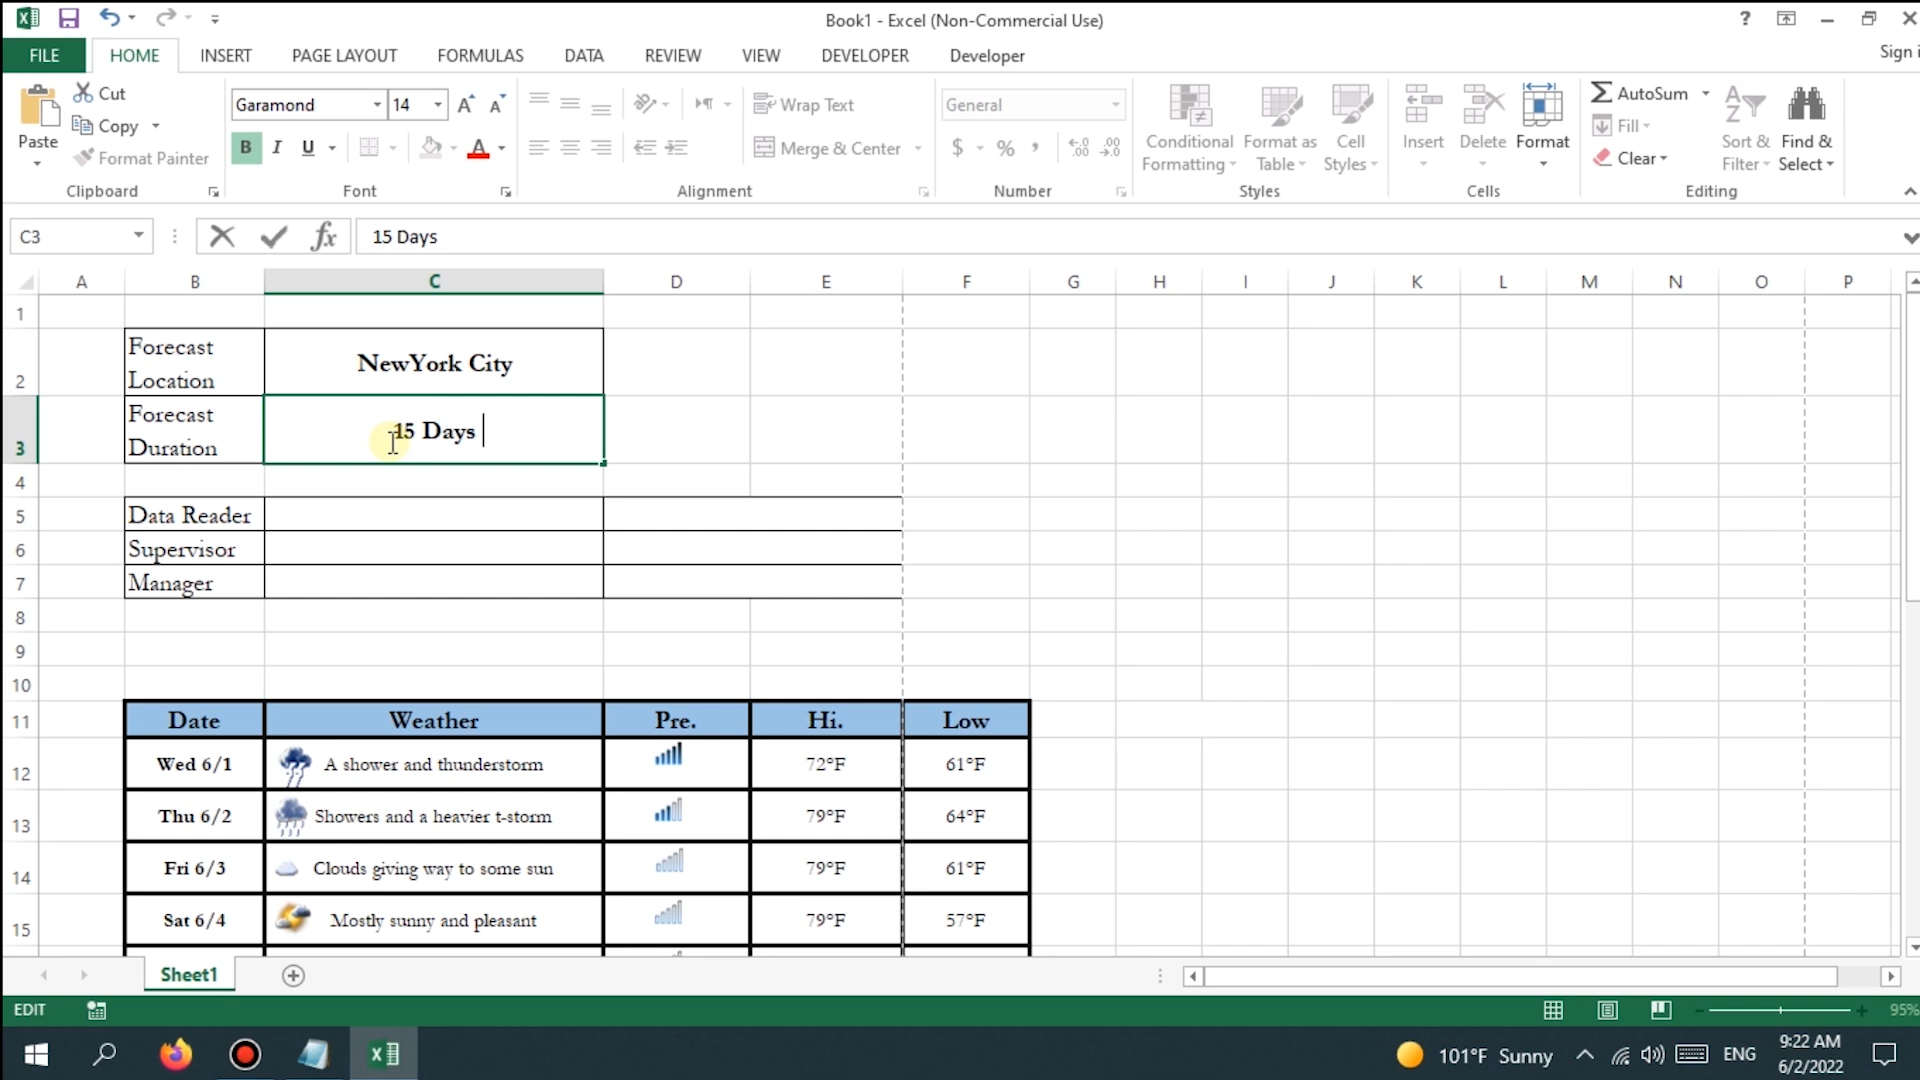 Book1 - Excel (Non-Commercial Use)
?
FILE HOME INSERT PAGE LAYOUT FORMULAS DATA REVIEW VIEW DEVELOPER Developer Sign i
Paste
Cut
Copy
Format Painter
Clipboard
Garamond 14
B I U
Font
Wrap Text
Merge & Center
Alignment
General
$ % ,
Number
Conditional
Formatting
Format as
Table
Cell
Styles
Styles
Insert Delete Format
Cells
AutoSum
Fill
Clear
Sort &
Filter
Find &
Select
Editing
C3 fx 15 Days
A B C D E F G H I J K L M N O P
1
2 Forecast
Location
NewYork City
3 Forecast
Duration
15 Days
4
5 Data Reader
6 Supervisor
7 Manager
8
9
10
11 Date Weather Pre. Hi. Low
12 Wed 6/1 A shower and thunderstorm 72°F 61°F
13 Thu 6/2 Showers and a heavier t-storm 79°F 64°F
14 Fri 6/3 Clouds giving way to some sun 79°F 61°F
15 Sat 6/4 Mostly sunny and pleasant 79°F 57°F
Sheet1
EDIT 95%
101°F Sunny ENG 9:22 AM
6/2/2022